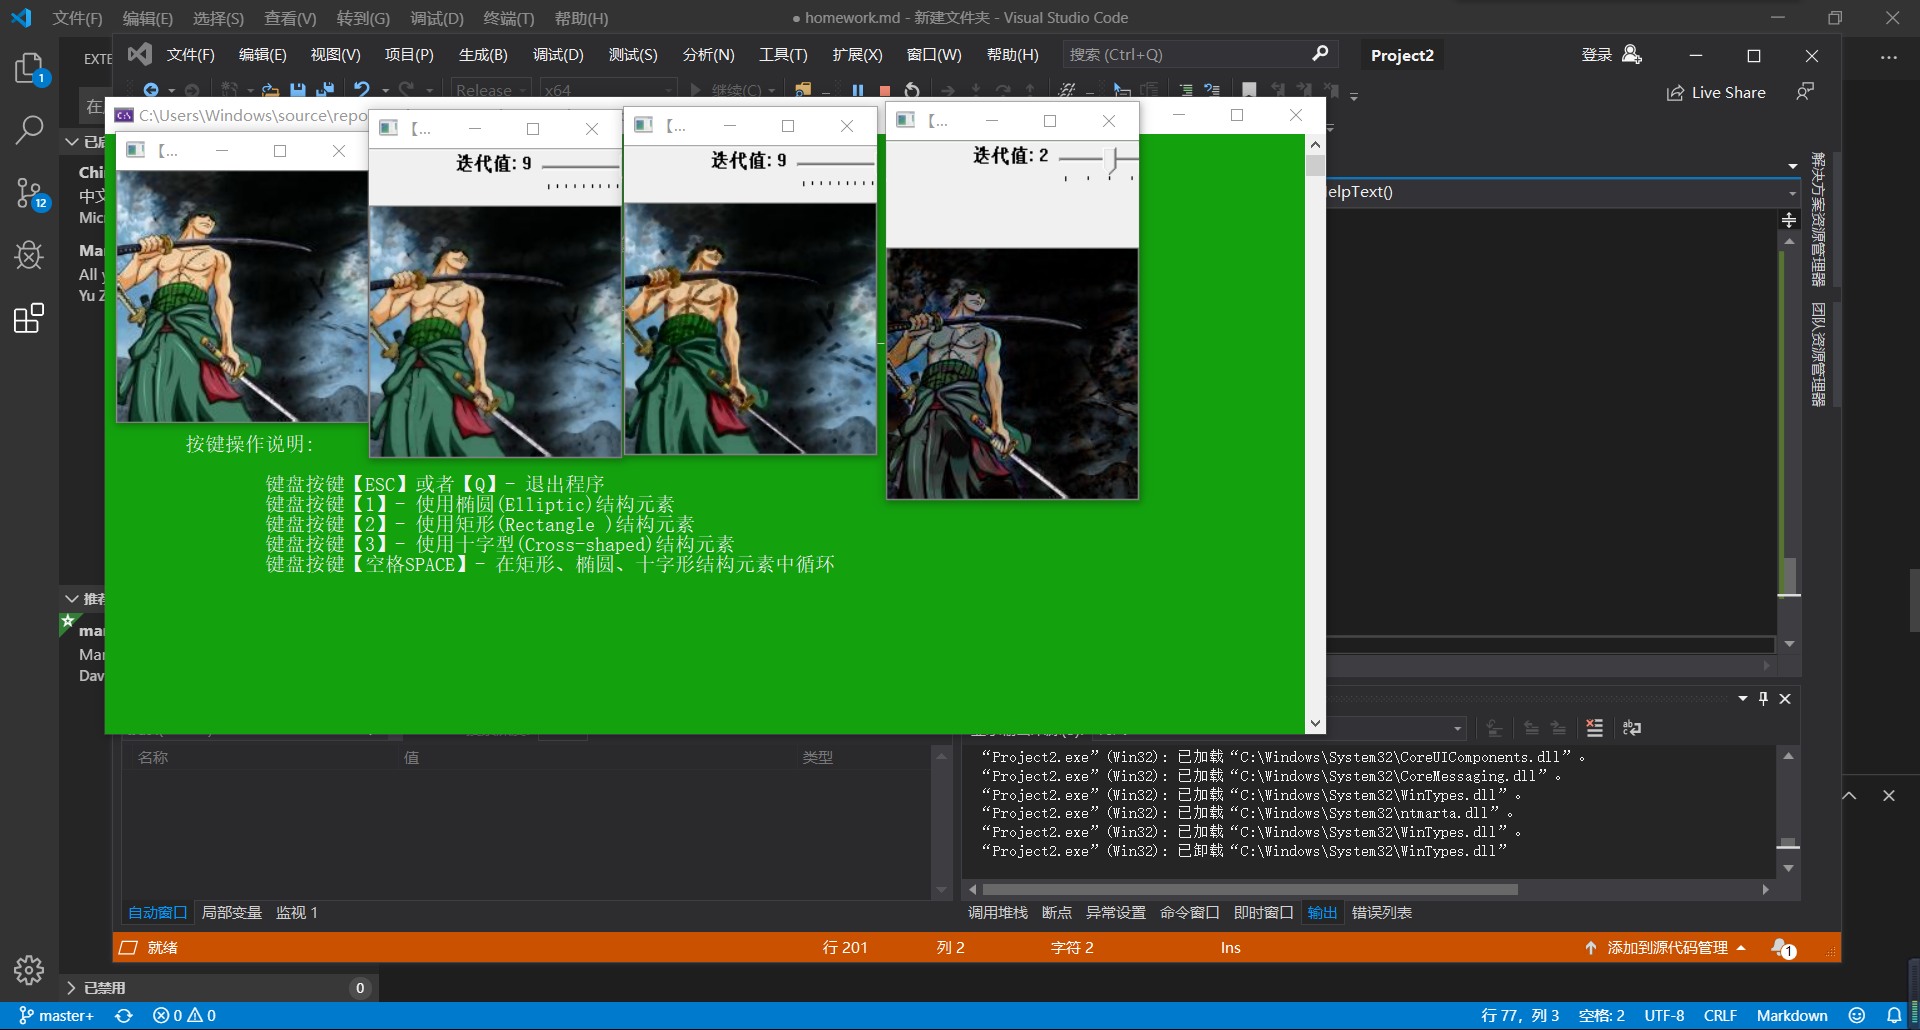 文件(F) 编辑(E) 选择(S) 查看(V) 转到(G) 调试(D) 终端(T) 帮助(H) ● homework.md - 新建文件夹 - Visual Studio Code
文件(F) 编辑(E) 视图(V) 项目(P) 生成(B) 调试(D) 测试(S) 分析(N) 工具(T) 扩展(X) 窗口(W) 帮助(H) 搜索 (Ctrl+Q) Project2 登录
EXTE
Release x64 继续(C) Live Share
在
C:\Users\Windows\source\repo
【... 【... 【... 【...
迭代值: 9 迭代值: 9 迭代值: 2
Chin
中文
Micr
elpText()
解决方案资源管理器
团队资源管理器
Mar
All y
Yu Z
按键操作说明:
键盘按键【ESC】或者【Q】- 退出程序
键盘按键【1】- 使用椭圆(Elliptic)结构元素
键盘按键【2】- 使用矩形(Rectangle )结构元素
键盘按键【3】- 使用十字型(Cross-shaped)结构元素
键盘按键【空格SPACE】- 在矩形、椭圆、十字形结构元素中循环
推荐
mar
Mar
Dav
名称 值 类型
“Project2.exe” (Win32): 已加载 “C:\Windows\System32\CoreUIComponents.dll”。
“Project2.exe” (Win32): 已加载 “C:\Windows\System32\CoreMessaging.dll”。
“Project2.exe” (Win32): 已加载 “C:\Windows\System32\WinTypes.dll”。
“Project2.exe” (Win32): 已加载 “C:\Windows\System32\ntmarta.dll”。
“Project2.exe” (Win32): 已加载 “C:\Windows\System32\WinTypes.dll”。
“Project2.exe” (Win32): 已卸载 “C:\Windows\System32\WinTypes.dll”
自动窗口 局部变量 监视 1 调用堆栈 断点 异常设置 命令窗口 即时窗口 输出 错误列表
就绪 行 201 列 2 字符 2 Ins 添加到源代码管理 1
已禁用 0
1
12
master+ 0 0 行 77，列 3 空格: 2 UTF-8 CRLF Markdown